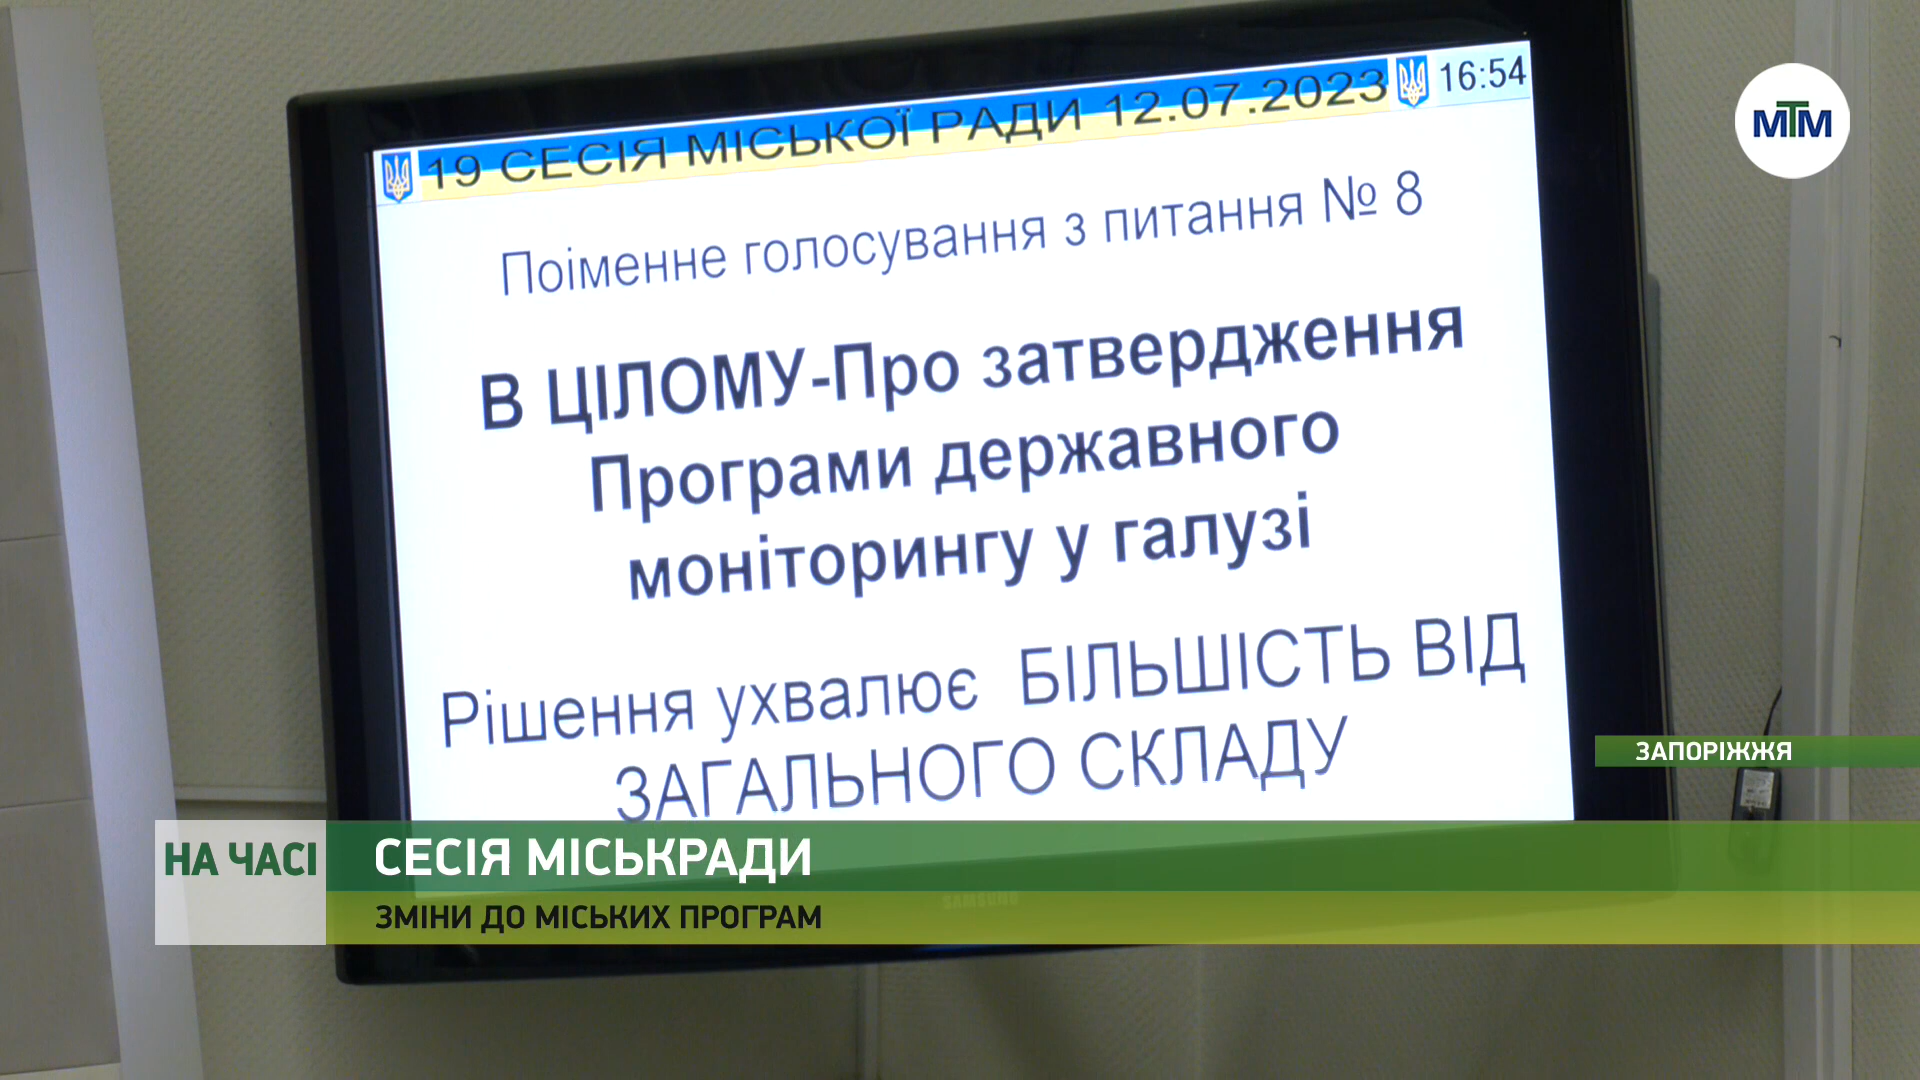 19 СЕСІЯ МІСЬКОЇ РАДИ 12.07.2023 16:54
МТМ
Поіменне голосування з питання № 8
В ЦІЛОМУ-Про затвердження
Програми державного
моніторингу у галузі
Рішення ухвалює БІЛЬШІСТЬ ВІД
ЗАГАЛЬНОГО СКЛАДУ
ЗАПОРІЖЖЯ
НА ЧАСІ
СЕСІЯ МІСЬКРАДИ
SAMSUNG
ЗМІНИ ДО МІСЬКИХ ПРОГРАМ